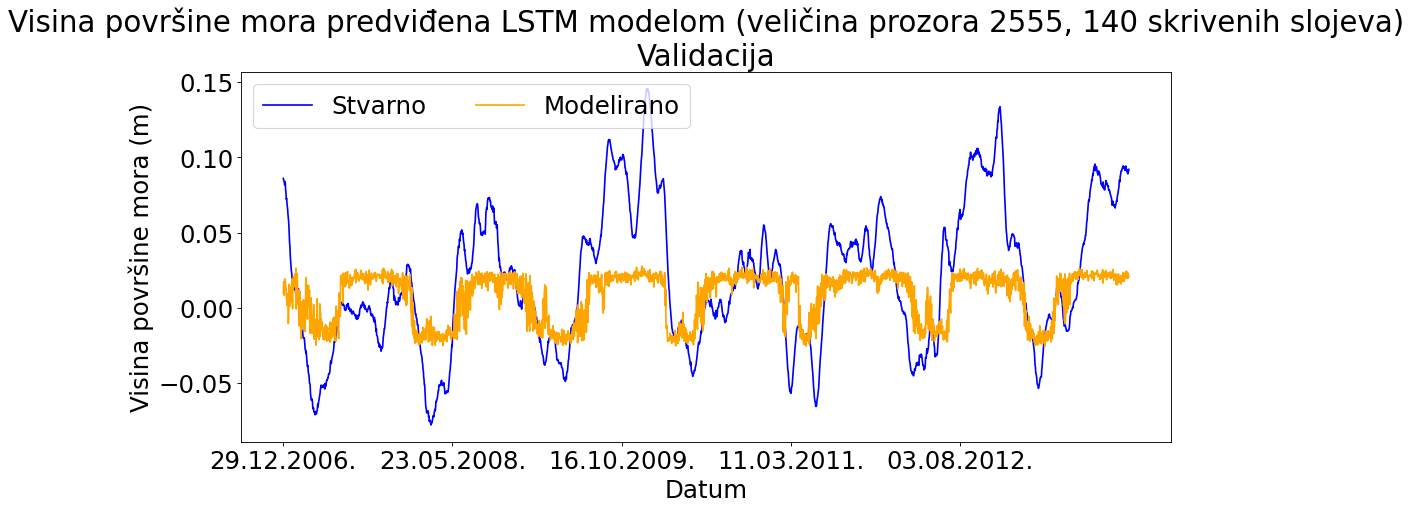 Visina površine mora predviđena LSTM modelom (veličina prozora 2555, 140 skrivenih slojeva)
Validacija
Stvarno
Modelirano
Visina površine mora (m)
0.15
0.10
0.05
0.00
−0.05
29.12.2006.
23.05.2008.
16.10.2009.
11.03.2011.
03.08.2012.
Datum